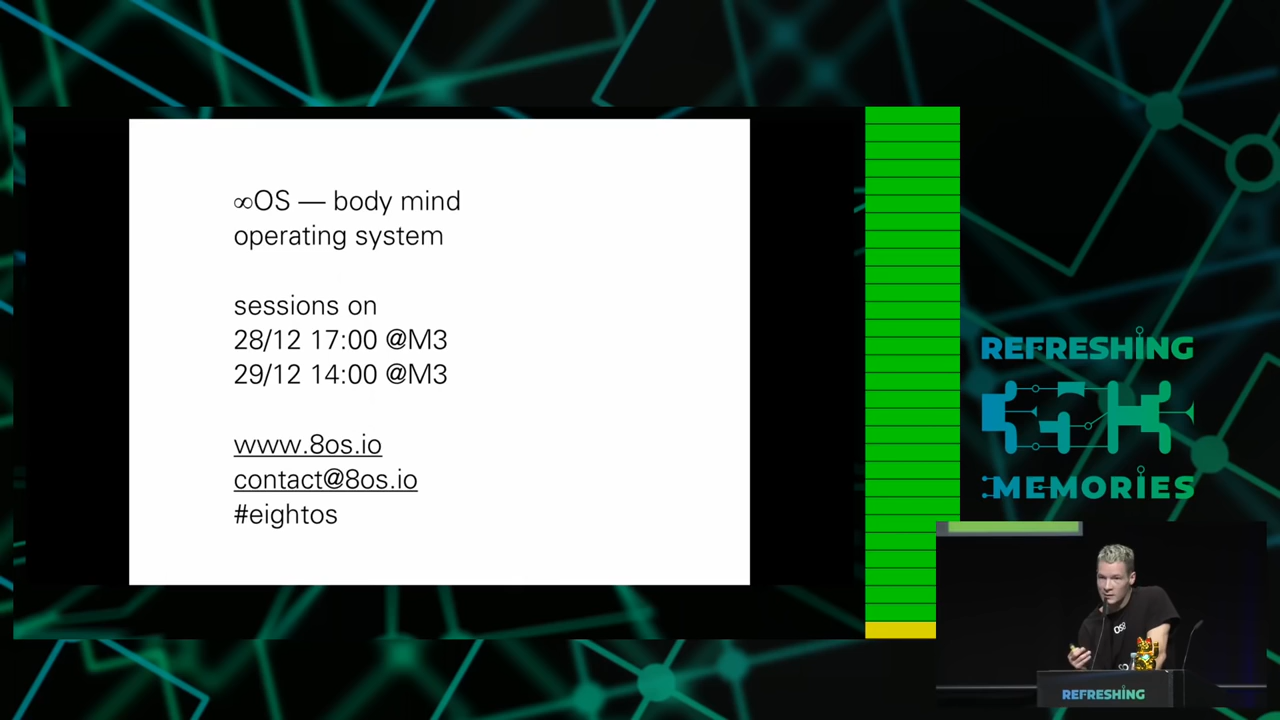 ∞OS — body mind
operating system
sessions on
28/12 17:00 @M3
29/12 14:00 @M3
www.8os.io
contact@8os.io
#eightos
REFRESHING
MEMORIES
REFRESHING